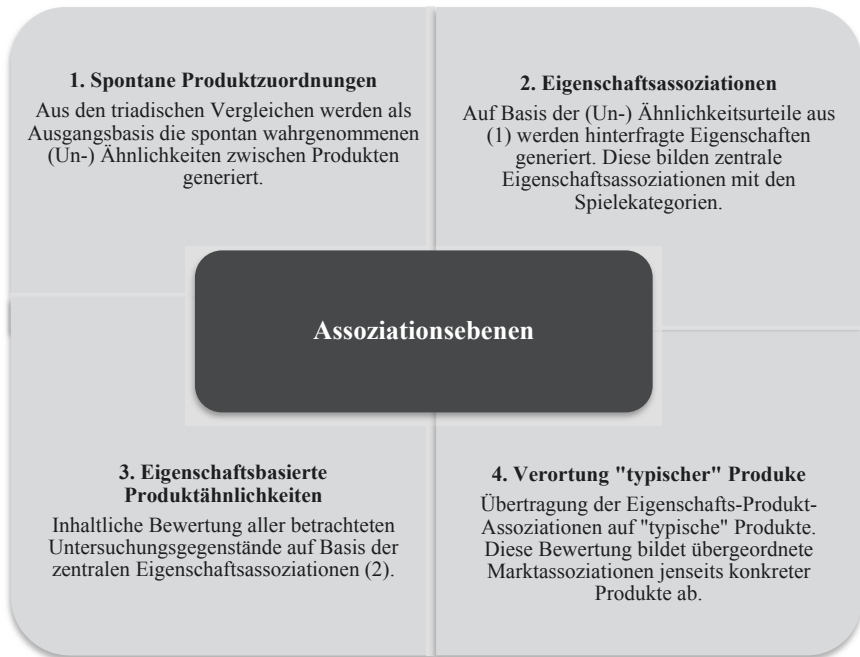 1. Spontane Produktzuordnungen
Aus den triadischen Vergleichen werden als
Ausgangsbasis die spontan wahrgenommenen
(Un-) Ähnlichkeiten zwischen Produkten
generiert.
2. Eigenschaftsassoziationen
Auf Basis der (Un-) Ähnlichkeitsurteile aus
(1) werden hinterfragte Eigenschaften
generiert. Diese bilden zentrale
Eigenschaftsassoziationen mit den
Spielekategorien.
Assoziationsebenen
3. Eigenschaftsbasierte
Produktähnlichkeiten
Inhaltliche Bewertung aller betrachteten
Untersuchungsgegenstände auf Basis der
zentralen Eigenschaftsassoziationen (2).
4. Verortung "typischer" Produke
Übertragung der Eigenschafts-Produkt-
Assoziationen auf "typische" Produkte.
Diese Bewertung bildet übergeordnete
Marktassoziationen jenseits konkreter
Produkte ab.